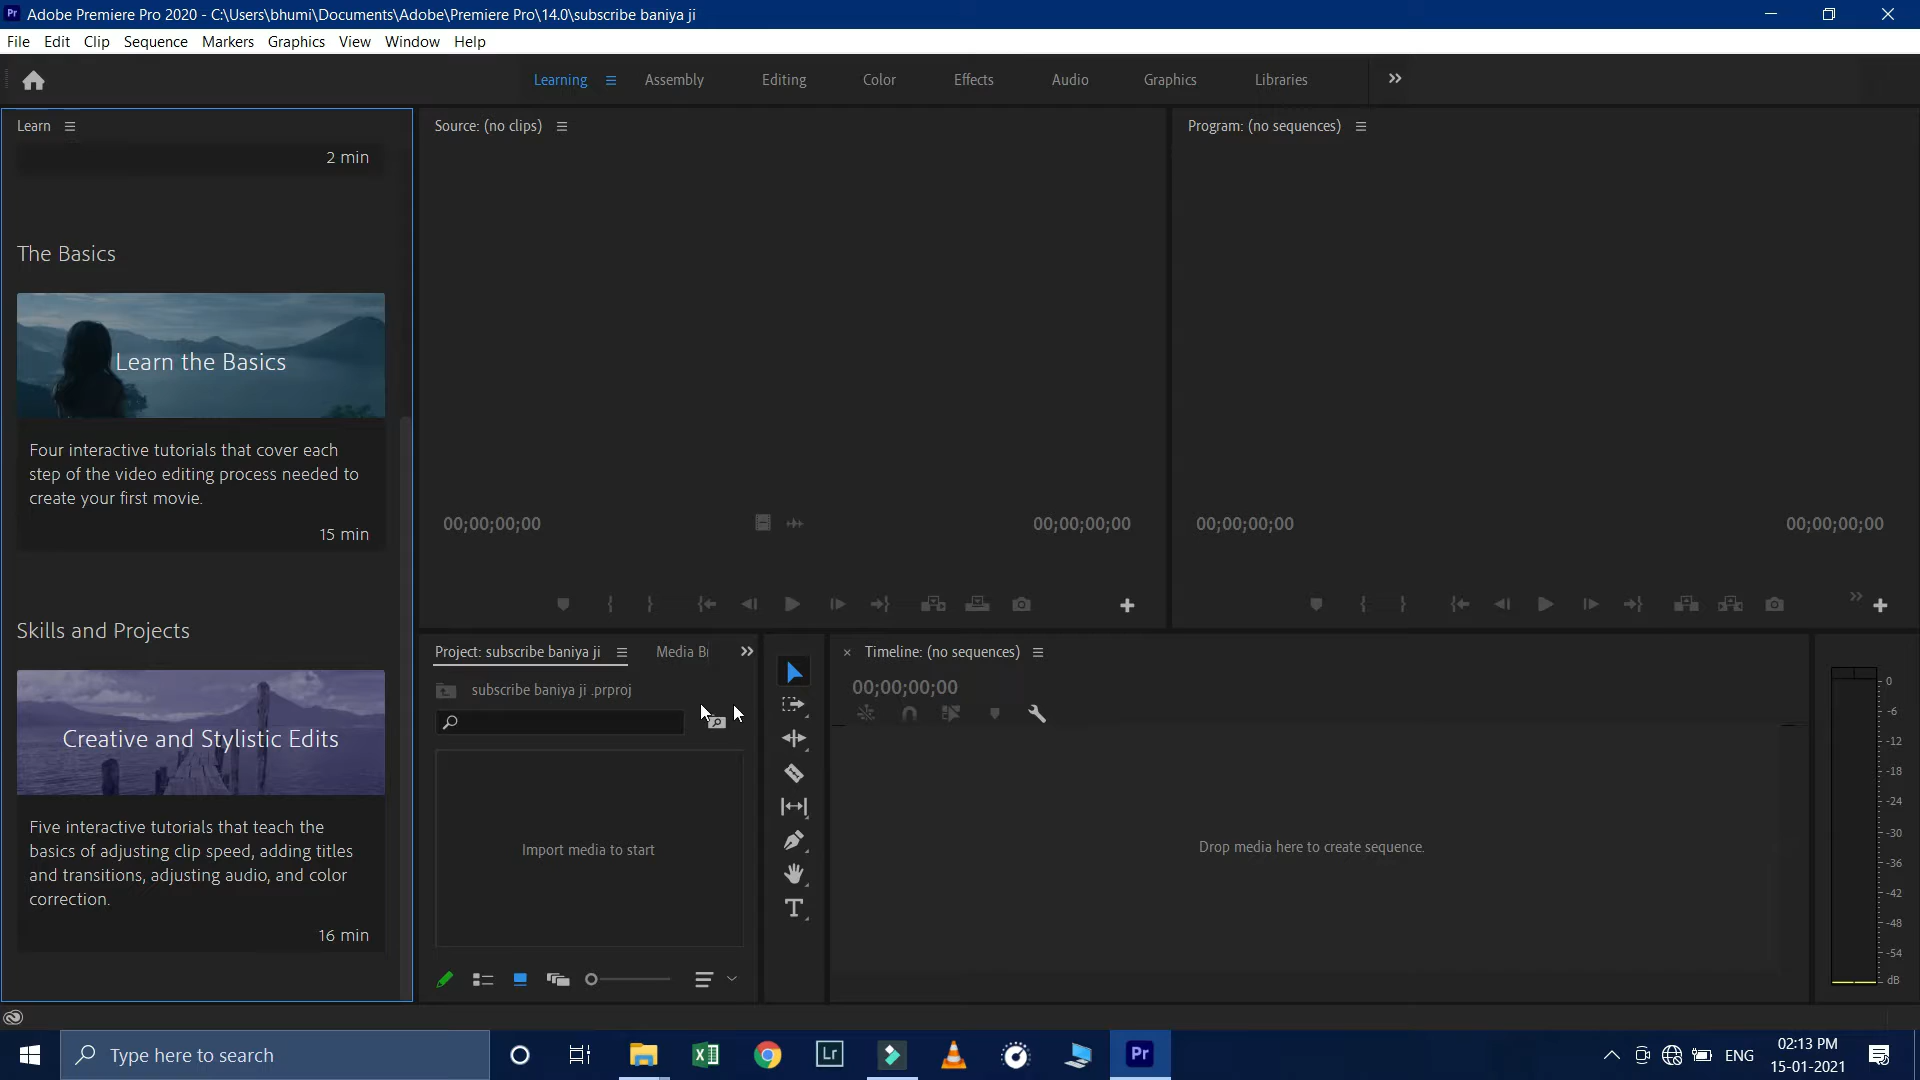 Pr Adobe Premiere Pro 2020 - C:\Users\bhumi\Documents\Adobe\Premiere Pro\14.0\subscribe baniya ji
File Edit Clip Sequence Markers Graphics View Window Help
Learning Assembly Editing Color Effects Audio Graphics Libraries
Learn
Source: (no clips)
Program: (no sequences)
2 min
The Basics
Learn the Basics
Four interactive tutorials that cover each
step of the video editing process needed to
create your first movie.
15 min
00;00;00;00
00;00;00;00
00;00;00;00
00;00;00;00
Skills and Projects
Creative and Stylistic Edits
Five interactive tutorials that teach the
basics of adjusting clip speed, adding titles
and transitions, adjusting audio, and color
correction.
16 min
Project: subscribe baniya ji
Media B
subscribe baniya ji .prproj
Import media to start
Timeline: (no sequences)
00;00;00;00
Drop media here to create sequence.
0
-6
-12
-18
-24
-30
-36
-42
-48
-54
dB
Type here to search
Lr
Pr
ENG
02:13 PM
15-01-2021